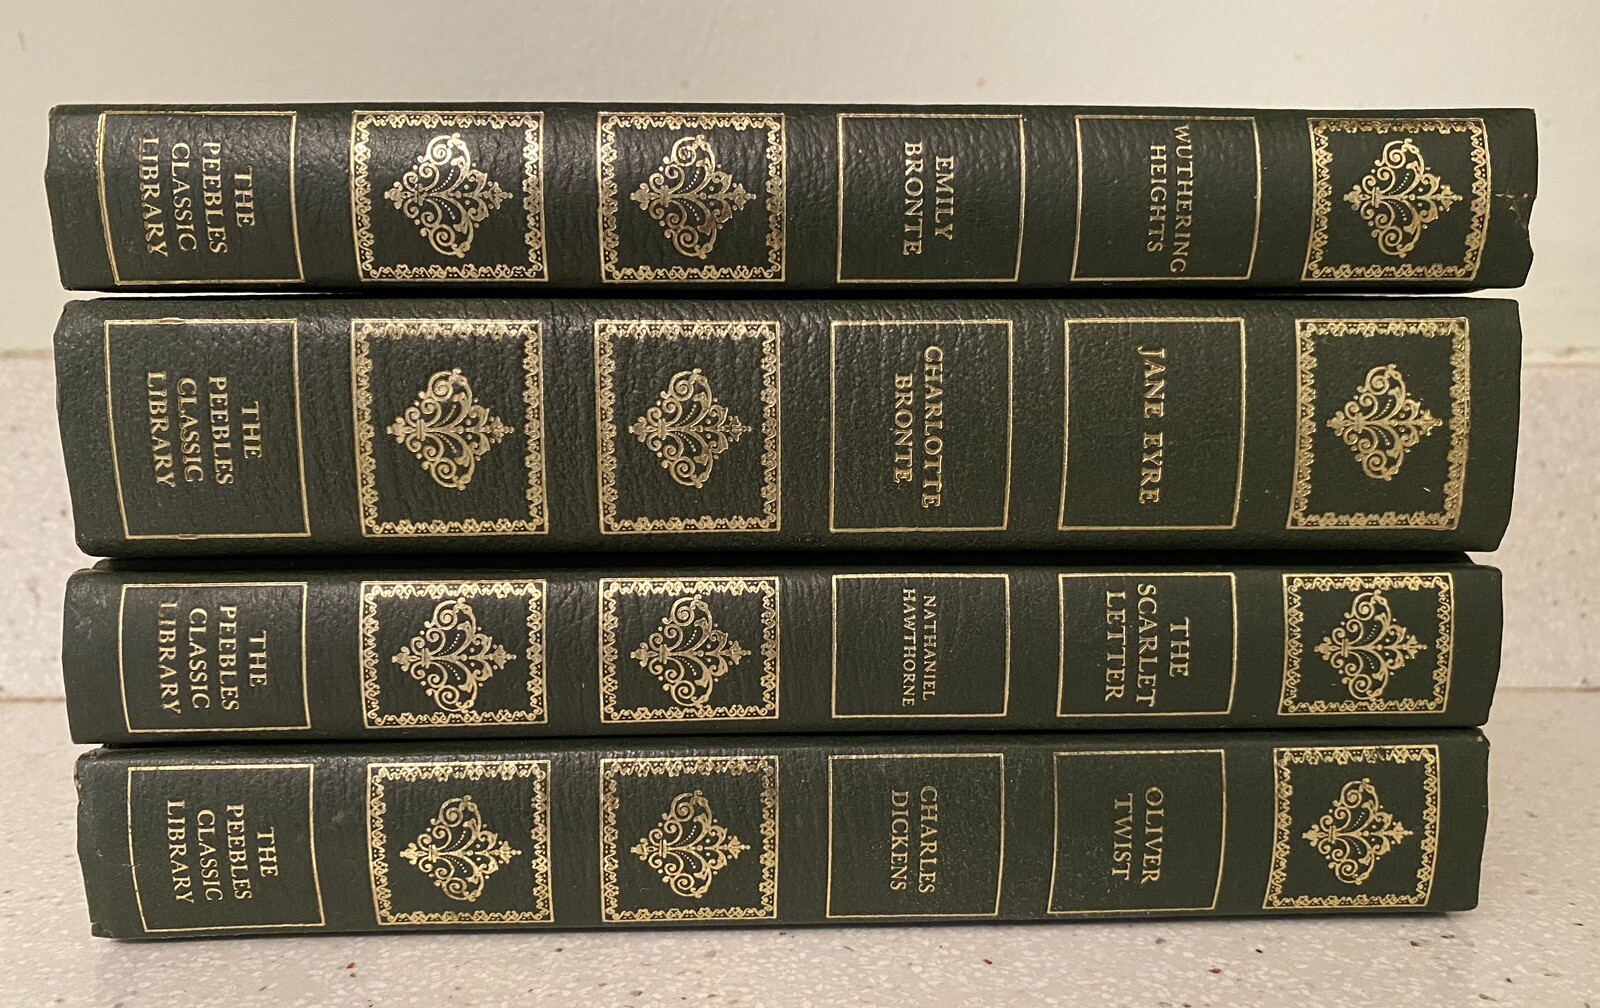 WUTHERING
HEIGHTS
EMILY
BRONTE
THE
PEEBLES
CLASSIC
LIBRARY
JANE EYRE
CHARLOTTE
BRONTE
THE
PEEBLES
CLASSIC
LIBRARY
THE
SCARLET
LETTER
NATHANIEL
HAWTHORNE
THE
PEEBLES
CLASSIC
LIBRARY
OLIVER
TWIST
CHARLES
DICKENS
THE
PEEBLES
CLASSIC
LIBRARY